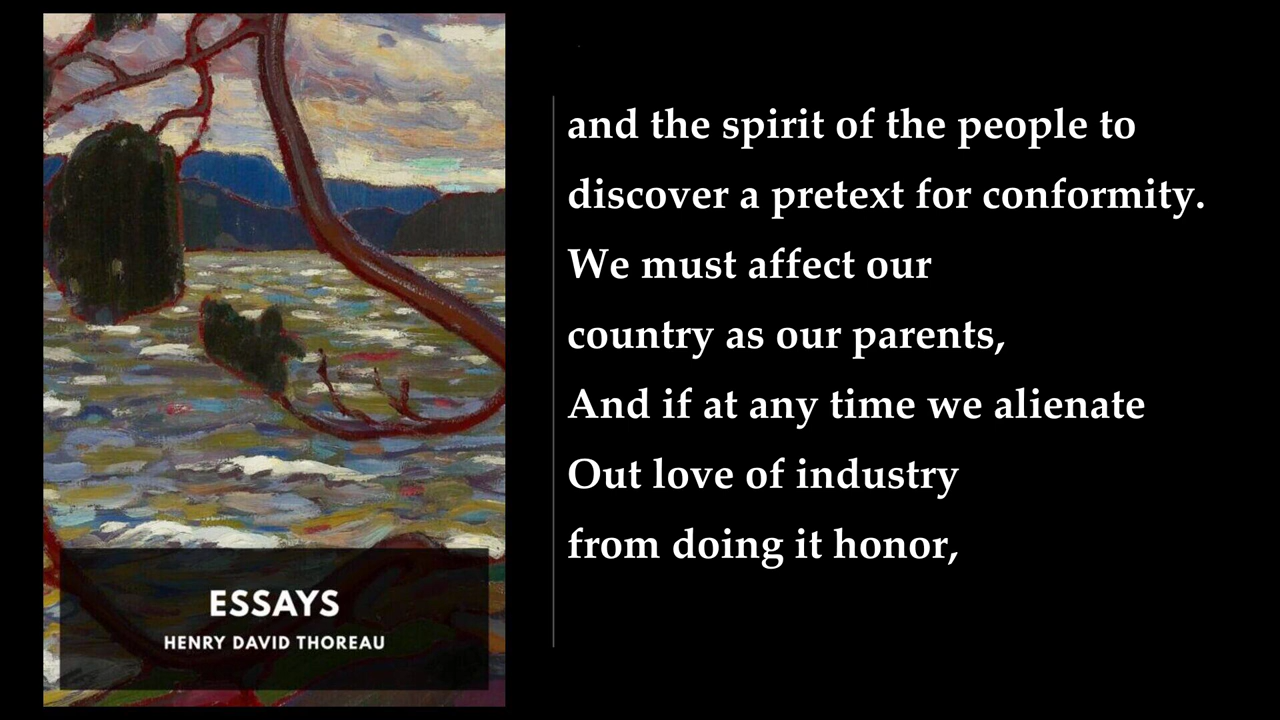 ESSAYS
HENRY DAVID THOREAU
and the spirit of the people to
discover a pretext for conformity.
We must affect our
country as our parents,
And if at any time we alienate
Out love of industry
from doing it honor,